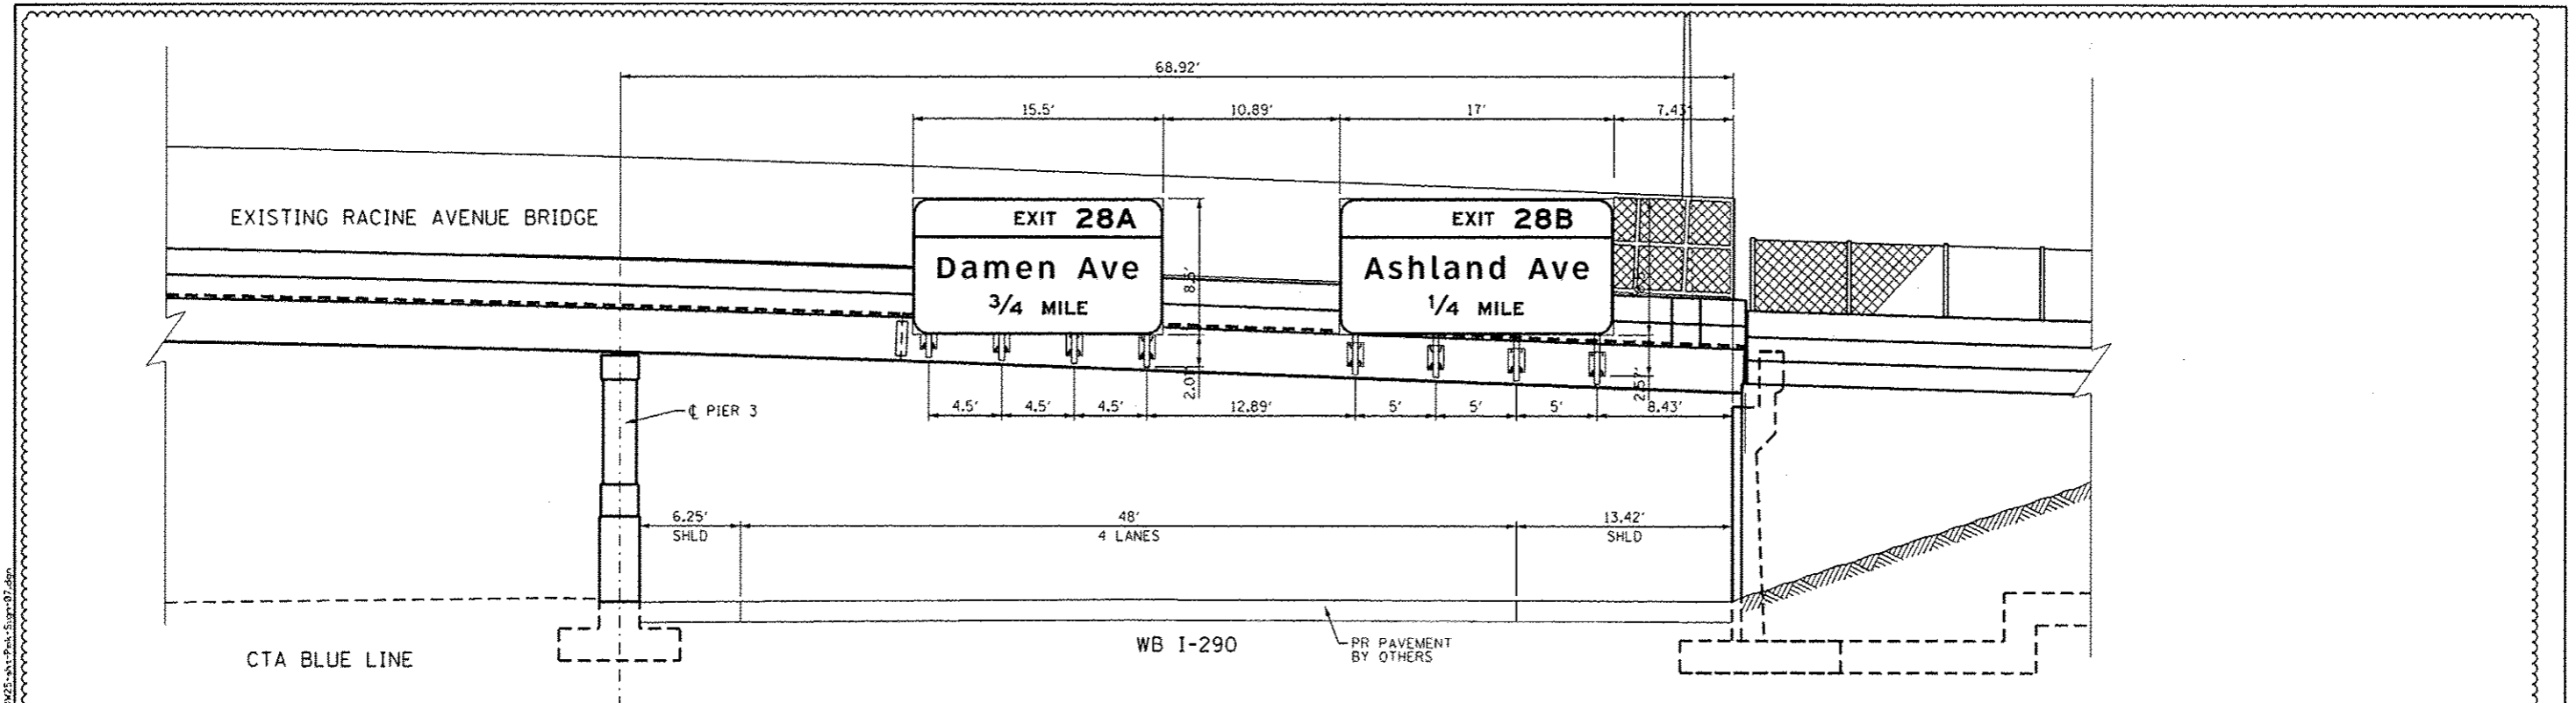 68.92'
15.5' 10.89' 17' 7.43'
EXISTING RACINE AVENUE BRIDGE
EXIT 28A
Damen Ave
3/4 MILE
8.5'
EXIT 28B
Ashland Ave
1/4 MILE
2.01'
2.57'
4.5' 4.5' 4.5' 12.89' 5' 5' 5' 8.43'
℄ PIER 3
6.25'
SHLD
48'
4 LANES
13.42'
SHLD
CTA BLUE LINE
WB I-290
PR PAVEMENT
BY OTHERS